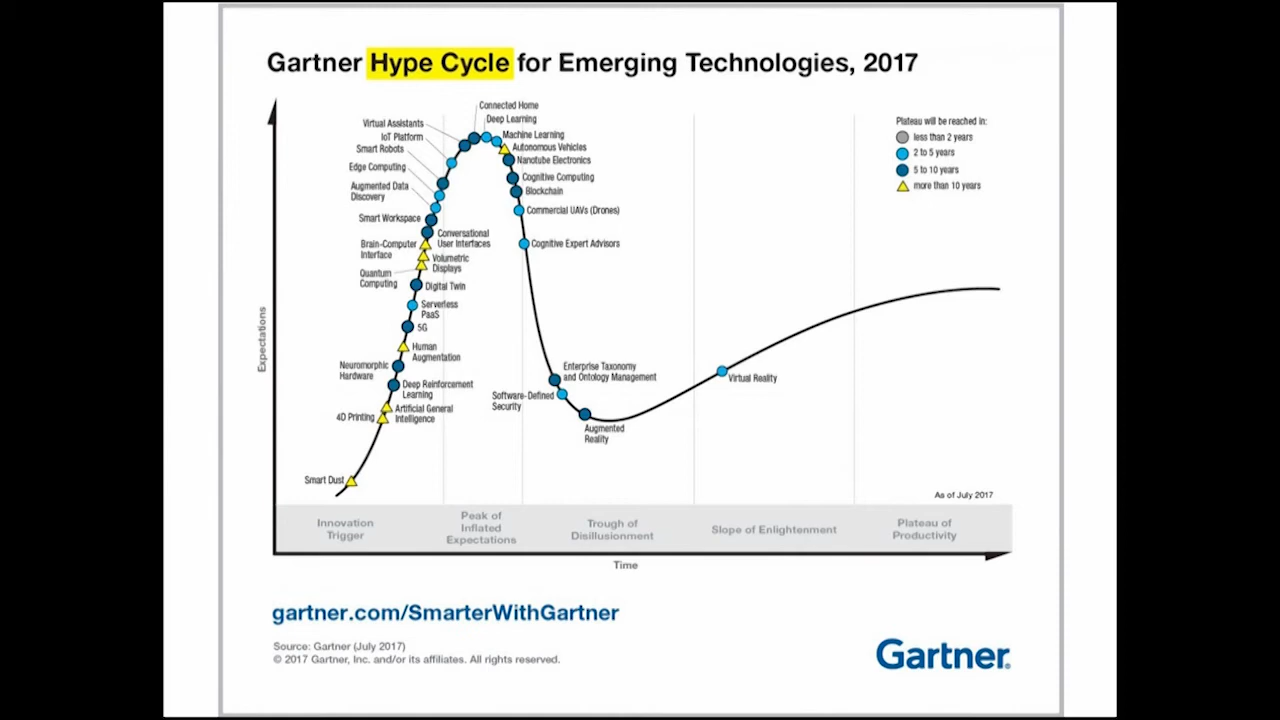 Gartner Hype Cycle for Emerging Technologies, 2017
Connected Home
Deep Learning
Virtual Assistants
Machine Learning
IoT Platform
Autonomous Vehicles
Smart Robots
Nanotube Electronics
Edge Computing
Cognitive Computing
Augmented Data
Discovery
Blockchain
Commercial UAVs (Drones)
Smart Workspace
Conversational
User Interfaces
Cognitive Expert Advisors
Brain-Computer
Interface
Volumetric
Displays
Quantum
Computing
Digital Twin
Serverless
PaaS
5G
Human
Augmentation
Neuromorphic
Hardware
Deep Reinforcement
Learning
Artificial General
Intelligence
4D Printing
Smart Dust
Enterprise Taxonomy
and Ontology Management
Software-Defined
Security
Augmented
Reality
Virtual Reality
Plateau will be reached in:
less than 2 years
2 to 5 years
5 to 10 years
more than 10 years
As of July 2017
Expectations
Innovation
Trigger
Peak of
Inflated
Expectations
Trough of
Disillusionment
Slope of Enlightenment
Plateau of
Productivity
Time
gartner.com/SmarterWithGartner
Source: Gartner (July 2017)
© 2017 Gartner, Inc. and/or its affiliates. All rights reserved.
Gartner®